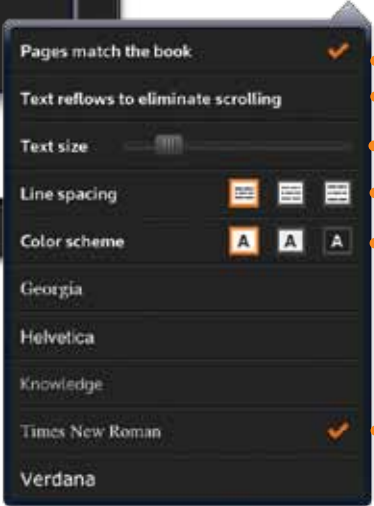 Pages match the book
Text reflows to eliminate scrolling
Text size
Line spacing
Color scheme
A A A
Georgia
Helvetica
Knowledge
Times New Roman
Verdana